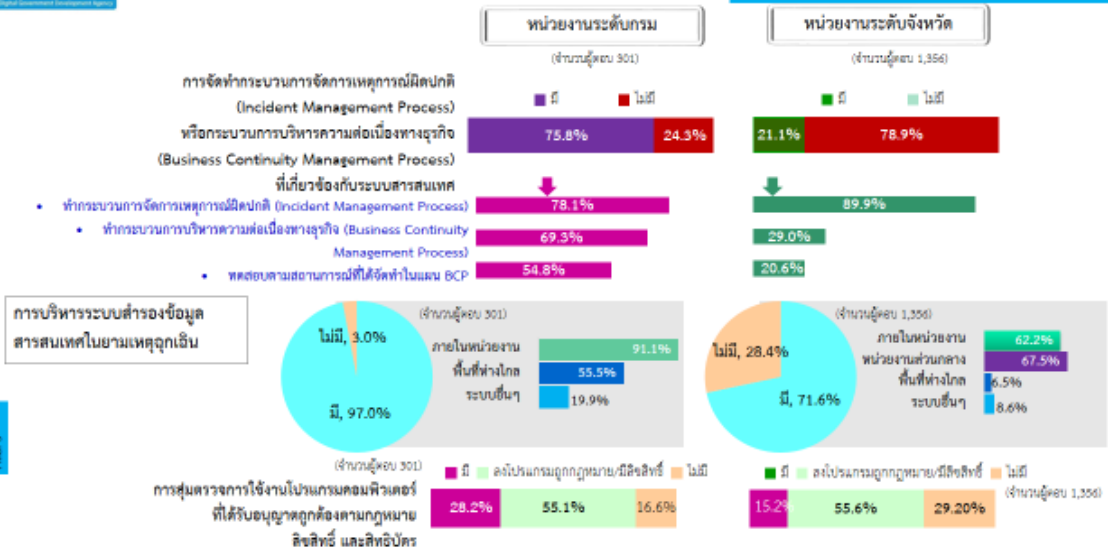 Digital Government Development Agency
หน่วยงานระดับกรม
หน่วยงานระดับจังหวัด
(จำนวนผู้ตอบ 301)
(จำนวนผู้ตอบ 1,356)
การจัดทำกระบวนการจัดการเหตุการณ์ผิดปกติ
(Incident Management Process)
หรือกระบวนการบริหารความต่อเนื่องทางธุรกิจ
(Business Continuity Management Process)
ที่เกี่ยวข้องกับระบบสารสนเทศ
มี ไม่มี
75.8% 24.3%
มี ไม่มี
21.1% 78.9%
• ทำกระบวนการจัดการเหตุการณ์ผิดปกติ (Incident Management Process)
78.1%
89.9%
• ทำกระบวนการบริหารความต่อเนื่องทางธุรกิจ (Business Continuity
Management Process)
69.3%
29.0%
• ทดสอบตามสถานการณ์ที่ได้จัดทำในแผน BCP
54.8%
20.6%
การบริหารระบบสำรองข้อมูล
สารสนเทศในยามเหตุฉุกเฉิน
ไม่มี, 3.0%
มี, 97.0%
(จำนวนผู้ตอบ 301)
ภายในหน่วยงาน 91.1%
พื้นที่ห่างไกล 55.5%
ระบบอื่นๆ 19.9%
ไม่มี, 28.4%
มี, 71.6%
(จำนวนผู้ตอบ 1,356)
ภายในหน่วยงาน 62.2%
หน่วยงานส่วนกลาง 67.5%
พื้นที่ห่างไกล 6.5%
ระบบอื่นๆ 8.6%
(จำนวนผู้ตอบ 301)
การสุ่มตรวจการใช้งานโปรแกรมคอมพิวเตอร์
ที่ได้รับอนุญาตถูกต้องตามกฎหมาย
ลิขสิทธิ์ และสิทธิบัตร
มี ลงโปรแกรมถูกกฎหมาย/มีลิขสิทธิ์ ไม่มี
28.2% 55.1% 16.6%
มี ลงโปรแกรมถูกกฎหมาย/มีลิขสิทธิ์ ไม่มี
(จำนวนผู้ตอบ 1,356)
15.2% 55.6% 29.20%